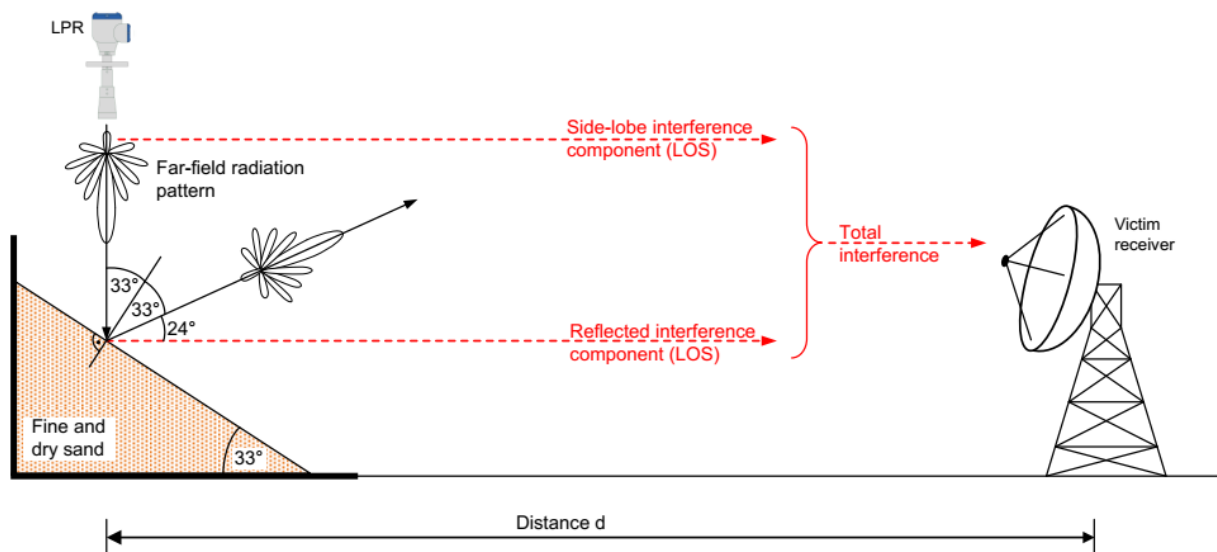 LPR
Side-lobe interference
component (LOS)
Far-field radiation
pattern
Total
interference
Victim
receiver
33°
33°
24°
Reflected interference
component (LOS)
Fine and
dry sand
33°
Distance d